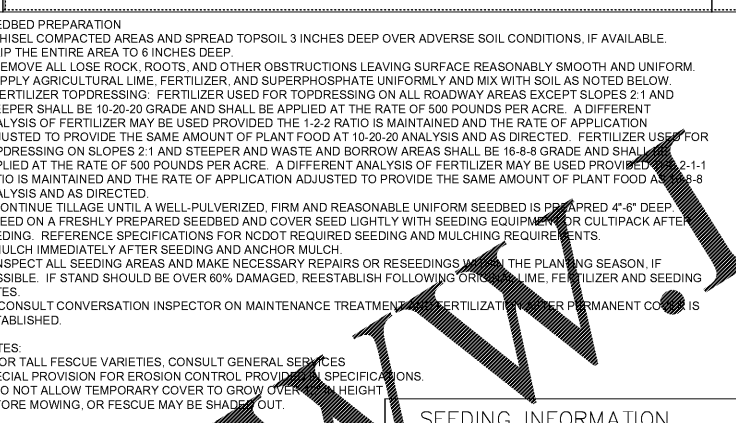 EDBED PREPARATION
HISEL COMPACTED AREAS AND SPREAD TOPSOIL 3 INCHES DEEP OVER ADVERSE SOIL CONDITIONS, IF AVAILABLE.
IP THE ENTIRE AREA TO 6 INCHES DEEP.
EMOVE ALL LOSE ROCK, ROOTS, AND OTHER OBSTRUCTIONS LEAVING SURFACE REASONABLY SMOOTH AND UNIFORM.
PPLY AGRICULTURAL LIME, FERTILIZER, AND SUPERPHOSPHATE UNIFORMLY AND MIX WITH SOIL AS NOTED BELOW.
ERTILIZER TOPDRESSING: FERTILIZER USED FOR TOPDRESSING ON ALL ROADWAY AREAS EXCEPT SLOPES 2:1 AND
EEPER SHALL BE 10-20-20 GRADE AND SHALL BE APPLIED AT THE RATE OF 500 POUNDS PER ACRE. A DIFFERENT
ALYSIS OF FERTILIZER MAY BE USED PROVIDED THE 1-2-2 RATIO IS MAINTAINED AND THE RATE OF APPLICATION
JUSTED TO PROVIDE THE SAME AMOUNT OF PLANT FOOD AT 10-20-20 ANALYSIS AND AS DIRECTED. FERTILIZER USED FOR
PDRESSING ON SLOPES 2:1 AND STEEPER AND WASTE AND BORROW AREAS SHALL BE 16-8-8 GRADE AND SHALL BE
PLIED AT THE RATE OF 500 POUNDS PER ACRE. A DIFFERENT ANALYSIS OF FERTILIZER MAY BE USED PROVIDED THE 2-1-1
TIO IS MAINTAINED AND THE RATE OF APPLICATION ADJUSTED TO PROVIDE THE SAME AMOUNT OF PLANT FOOD AS 16-8-8
ALYSIS AND AS DIRECTED.
ONTINUE TILLAGE UNTIL A WELL-PULVERIZED, FIRM AND REASONABLE UNIFORM SEEDBED IS PREAPRED 4"-6" DEEP.
EED ON A FRESHLY PREPARED SEEDBED AND COVER SEED LIGHTLY WITH SEEDING EQUIPMENT OR CULTIPACK AFTER
EDING. REFERENCE SPECIFICATIONS FOR NCDOT REQUIRED SEEDING AND MULCHING REQUIREMENTS.
ULCH IMMEDIATELY AFTER SEEDING AND ANCHOR MULCH.
NSPECT ALL SEEDING AREAS AND MAKE NECESSARY REPAIRS OR RESEEDINGS WITHIN THE PLANTING SEASON, IF
SSIBLE. IF STAND SHOULD BE OVER 60% DAMAGED, REESTABLISH FOLLOWING ORIGINAL LIME, FERTILIZER AND SEEDING
TES.
CONSULT CONVERSATION INSPECTOR ON MAINTENANCE TREATMENT AND FERTILIZATION AFTER PERMANENT COVER IS
TABLISHED.
TES:
OR TALL FESCUE VARIETIES, CONSULT GENERAL SERVICES
ECIAL PROVISION FOR EROSION CONTROL PROVIDED IN SPECIFICATIONS.
O NOT ALLOW TEMPORARY COVER TO GROW OVER HEIGHT
FORE MOWING, OR FESCUE MAY BE SHADED OUT.
SEEDING INFORMATION
WWW.